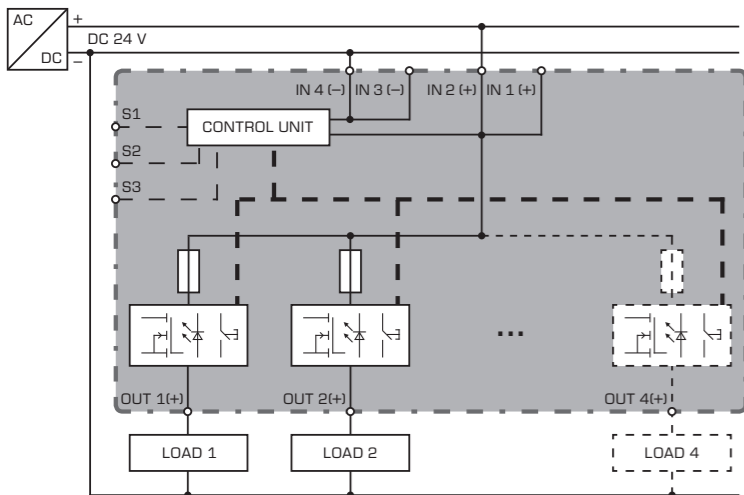 AC
+
DC 24 V
DC
−
IN 4 (−) IN 3 (−) IN 2 (+) IN 1 (+)
S1
CONTROL UNIT
S2
S3
...
OUT 1(+) OUT 2(+) OUT 4(+)
LOAD 1 LOAD 2 LOAD 4